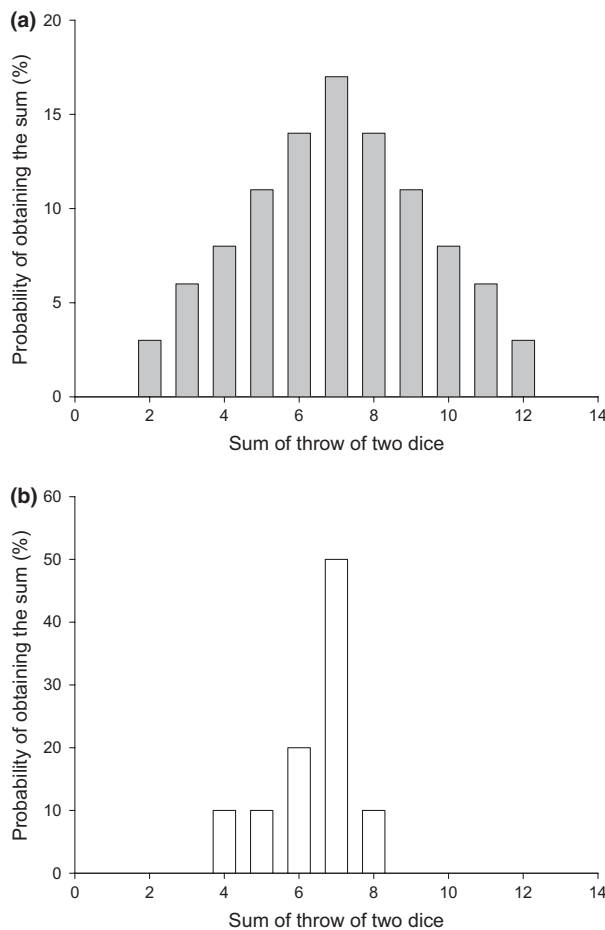 (a)
20
15
10
5
0
Probability of obtaining the sum (%)
0 2 4 6 8 10 12 14
Sum of throw of two dice
(b)
60
50
40
30
20
10
0
Probability of obtaining the sum (%)
0 2 4 6 8 10 12 14
Sum of throw of two dice